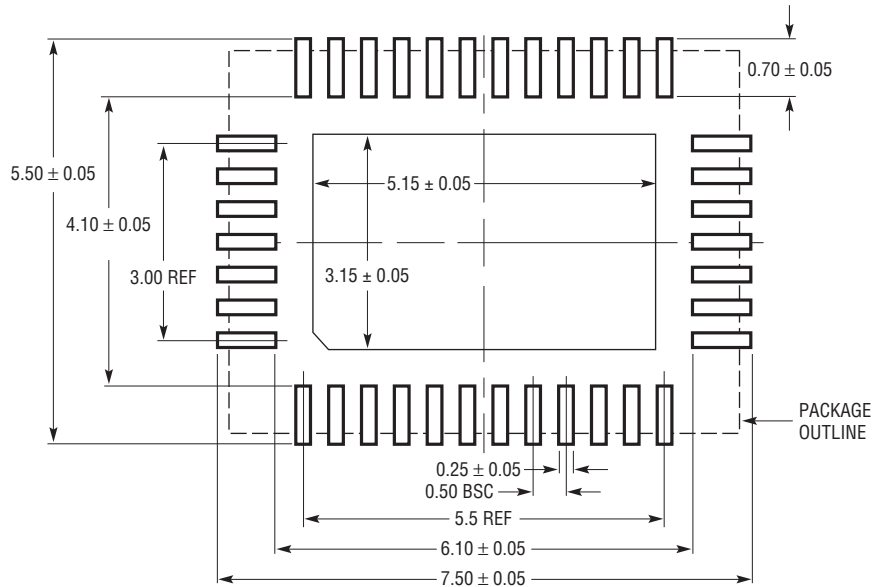 0.70 ± 0.05
5.50 ± 0.05
5.15 ± 0.05
4.10 ± 0.05
3.00 REF
3.15 ± 0.05
PACKAGE
OUTLINE
0.25 ± 0.05
0.50 BSC
5.5 REF
6.10 ± 0.05
7.50 ± 0.05